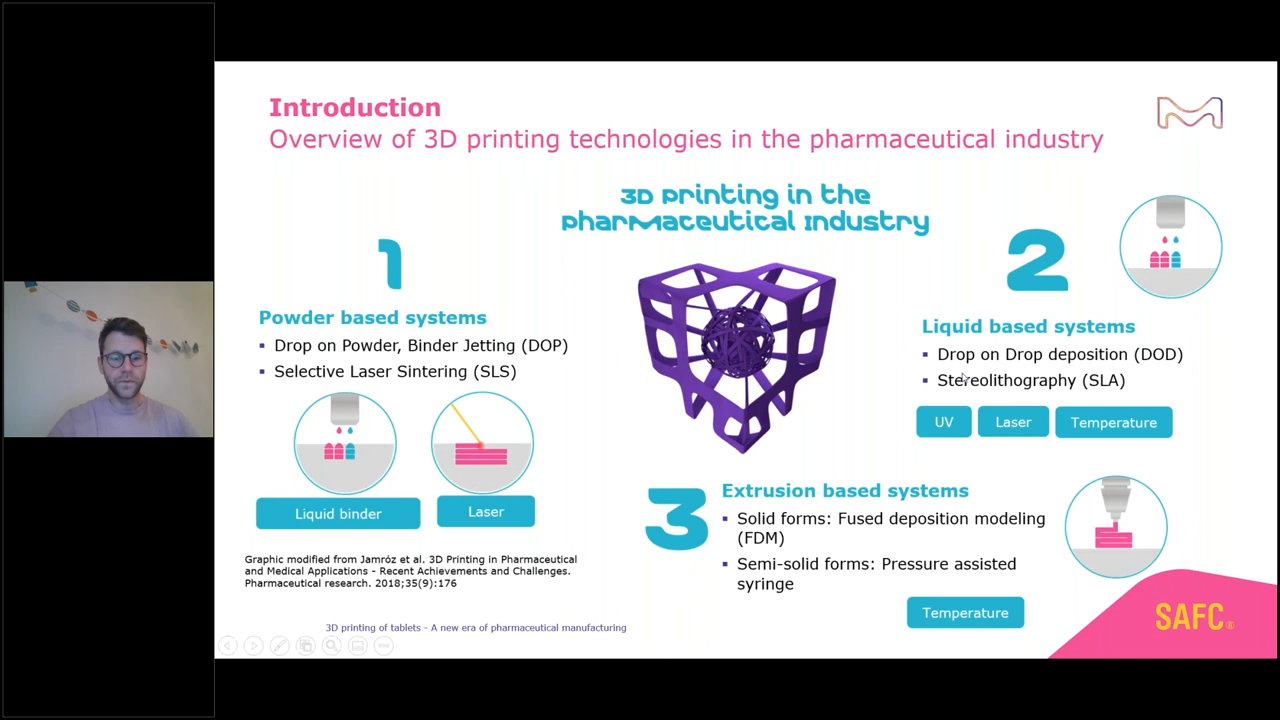 Introduction
Overview of 3D printing technologies in the pharmaceutical industry
3D Printing in the
Pharmaceutical Industry
1
Powder based systems
▪ Drop on Powder, Binder Jetting (DOP)
▪ Selective Laser Sintering (SLS)
Liquid binder
Laser
Graphic modified from Jamróz et al. 3D Printing in Pharmaceutical
and Medical Applications - Recent Achievements and Challenges.
Pharmaceutical research. 2018;35(9):176
2
Liquid based systems
▪ Drop on Drop deposition (DOD)
▪ Stereolithography (SLA)
UV
Laser
Temperature
3
Extrusion based systems
▪ Solid forms: Fused deposition modeling
(FDM)
▪ Semi-solid forms: Pressure assisted
syringe
Temperature
3D printing of tablets - A new era of pharmaceutical manufacturing
SAFC®